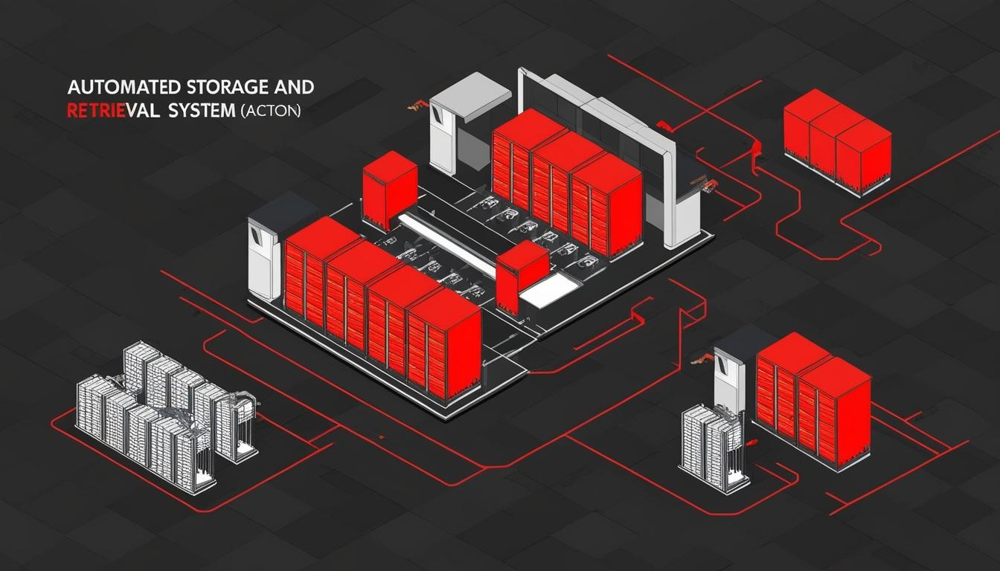 AUTOMATED STORAGE AND
RETRIEVAL SYSTEM (ACTON)